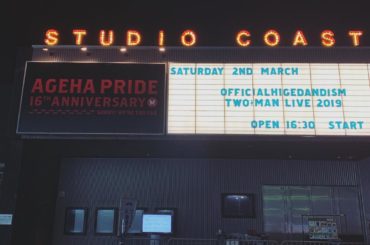 STUDIO COAST
SATURDAY 2ND MARCH
AGEHA PRIDE
16TH ANNIVERSARY
OFFICIALHIGEDANDISM
TWO-MAN LIVE 2019
OPEN 16:30 START